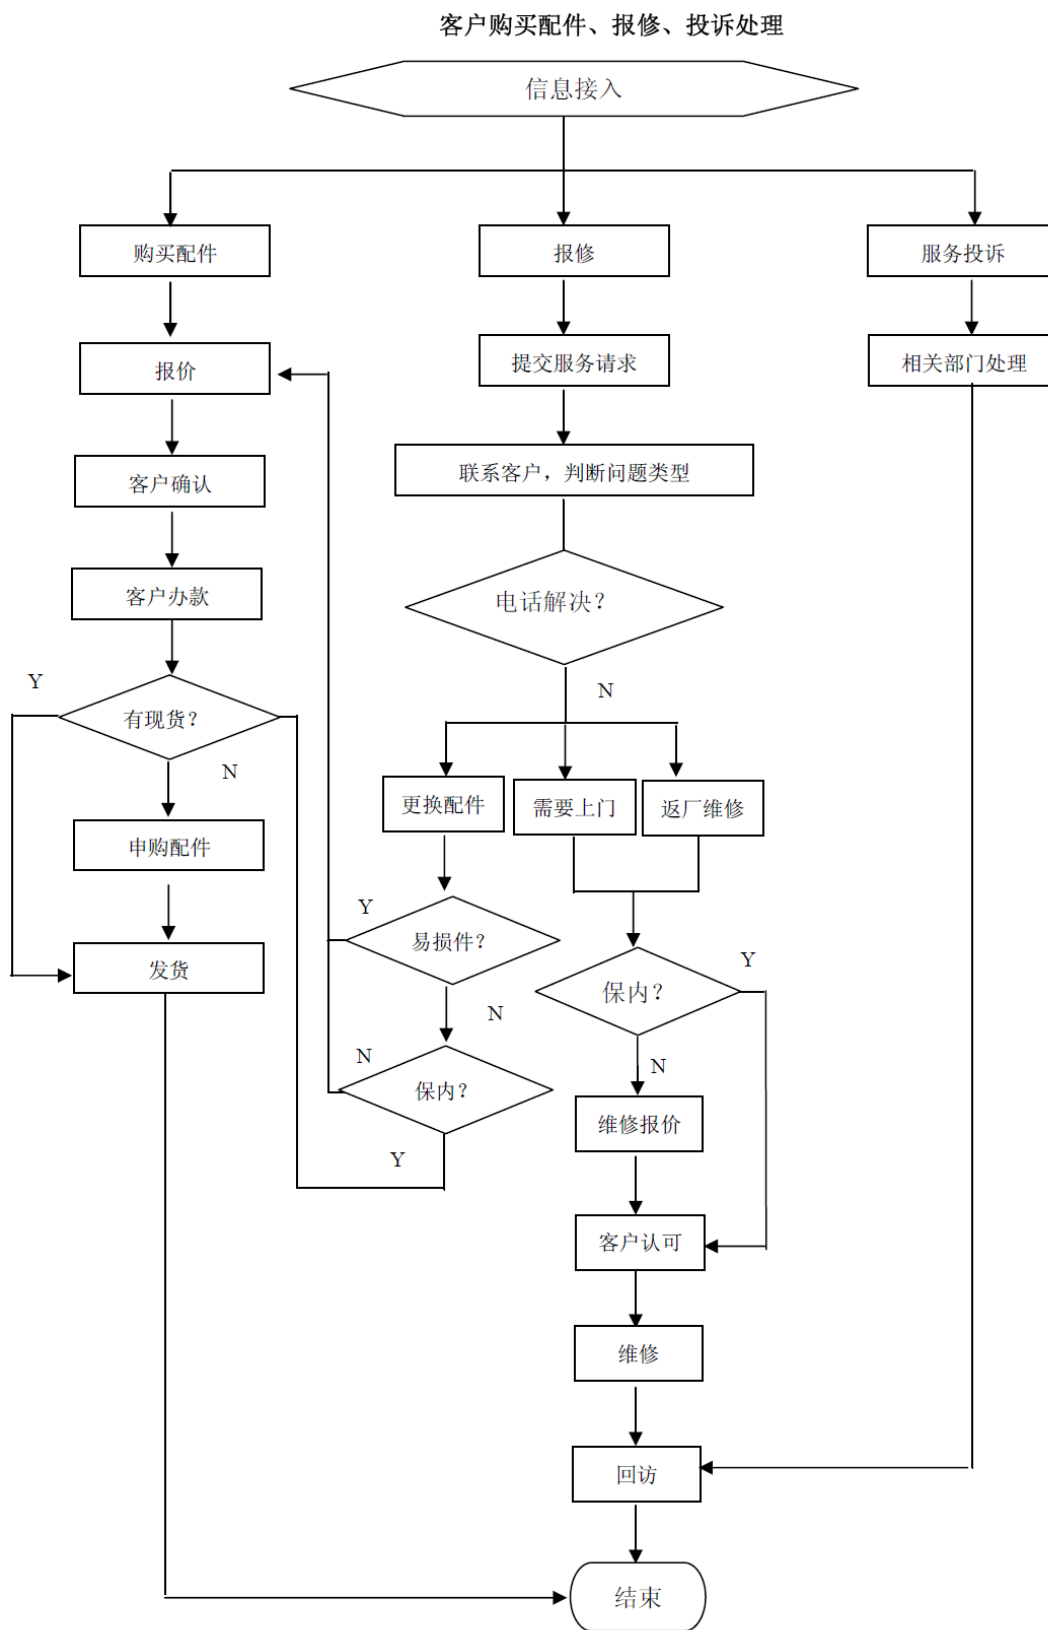 客户购买配件、报修、投诉处理
信息接入
购买配件
报修
服务投诉
报价
提交服务请求
相关部门处理
客户确认
联系客户，判断问题类型
客户办款
电话解决？
Y
有现货？
N
N
更换配件
需要上门
返厂维修
申购配件
Y
易损件？
发货
Y
保内？
N
N
保内？
N
维修报价
Y
客户认可
维修
回访
结束